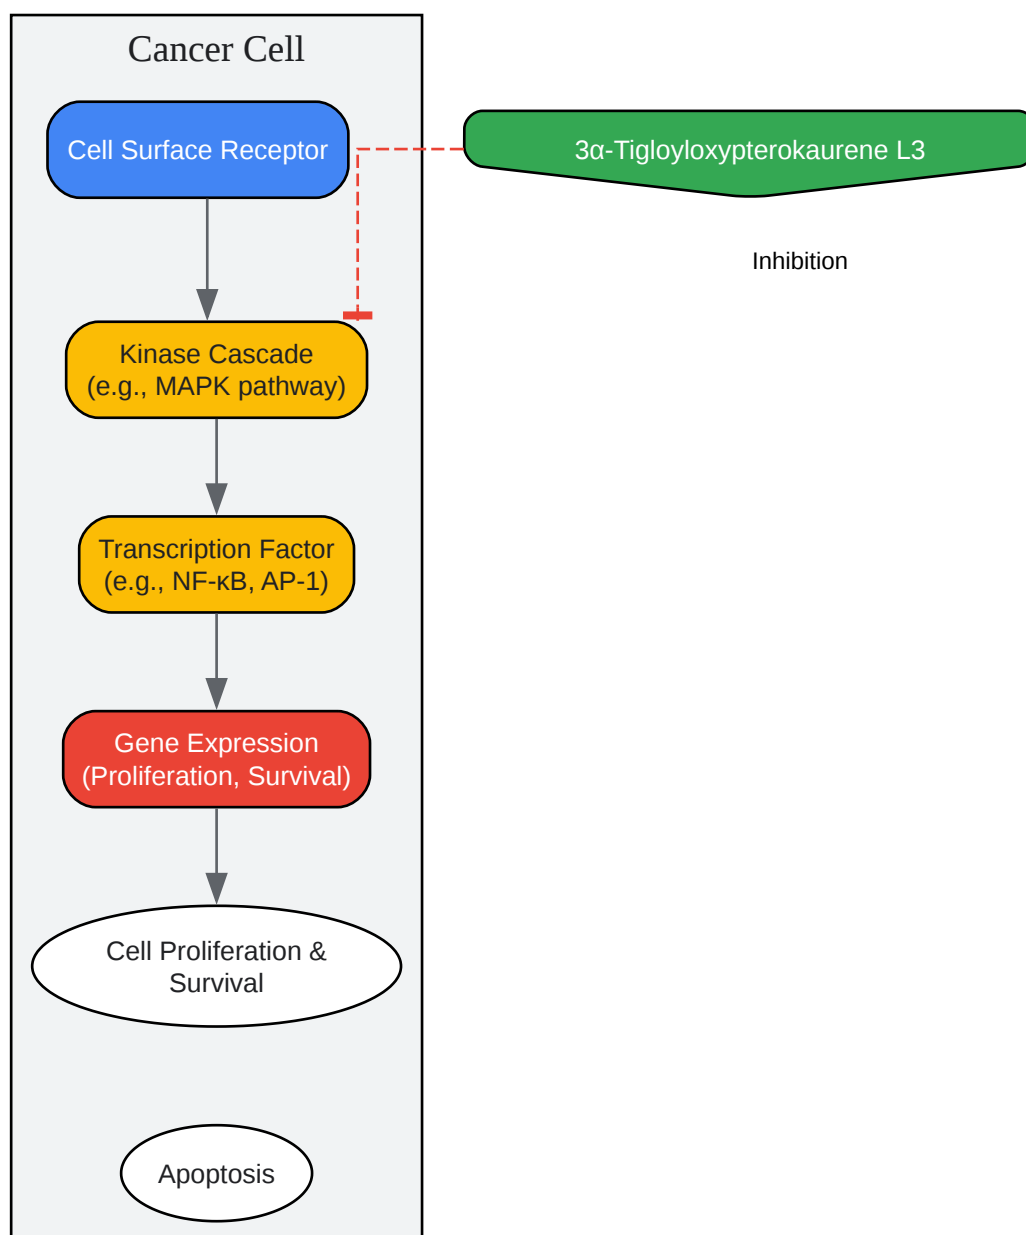 Cancer Cell
Cell Surface Receptor
3α-Tigloyloxypterokaurene L3
Inhibition
Kinase Cascade
(e.g., MAPK pathway)
Transcription Factor
(e.g., NF-κB, AP-1)
Gene Expression
(Proliferation, Survival)
Cell Proliferation &
Survival
Apoptosis